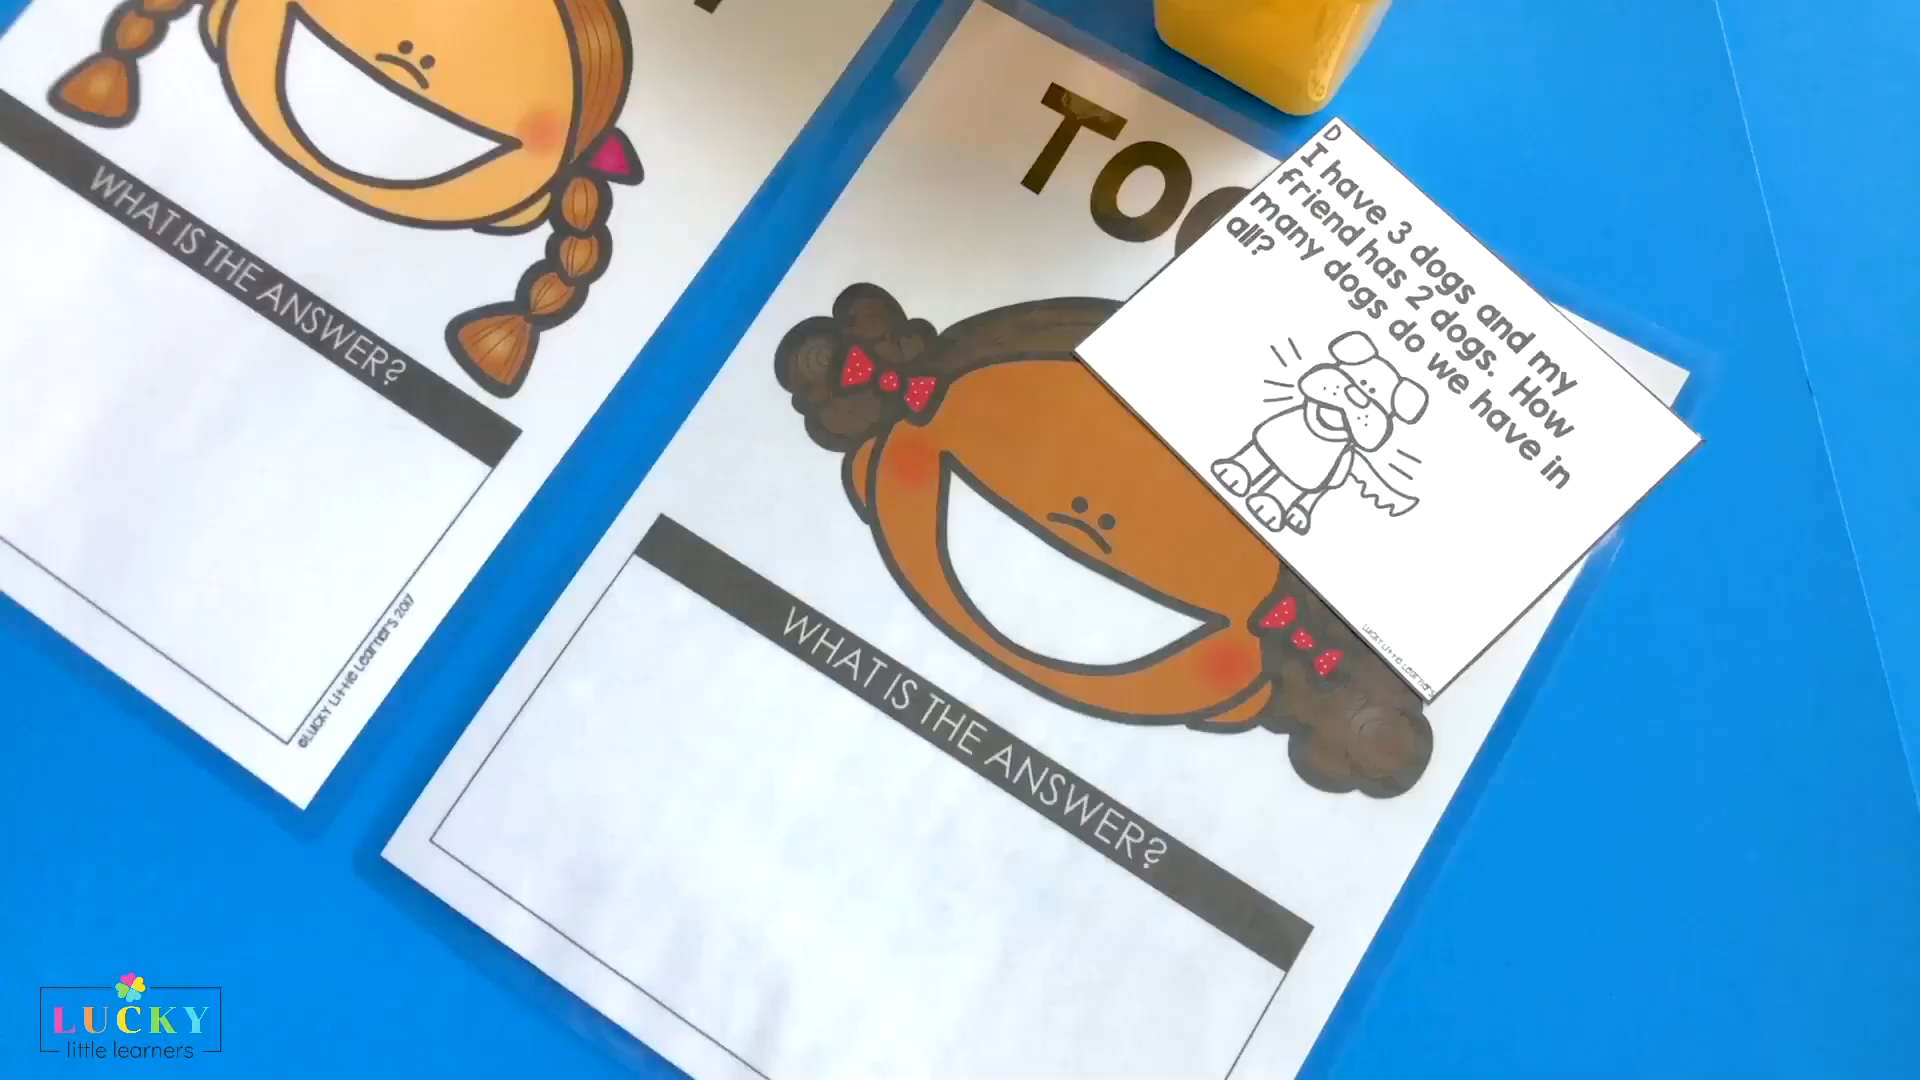 WHAT IS THE ANSWER?
©Lucky Little Learners 2017
TOO
D
I have 3 dogs and my
friend has 2 dogs. How
many dogs do we have in
all?
Lucky Little Learners
WHAT IS THE ANSWER?
LUCKY
little learners